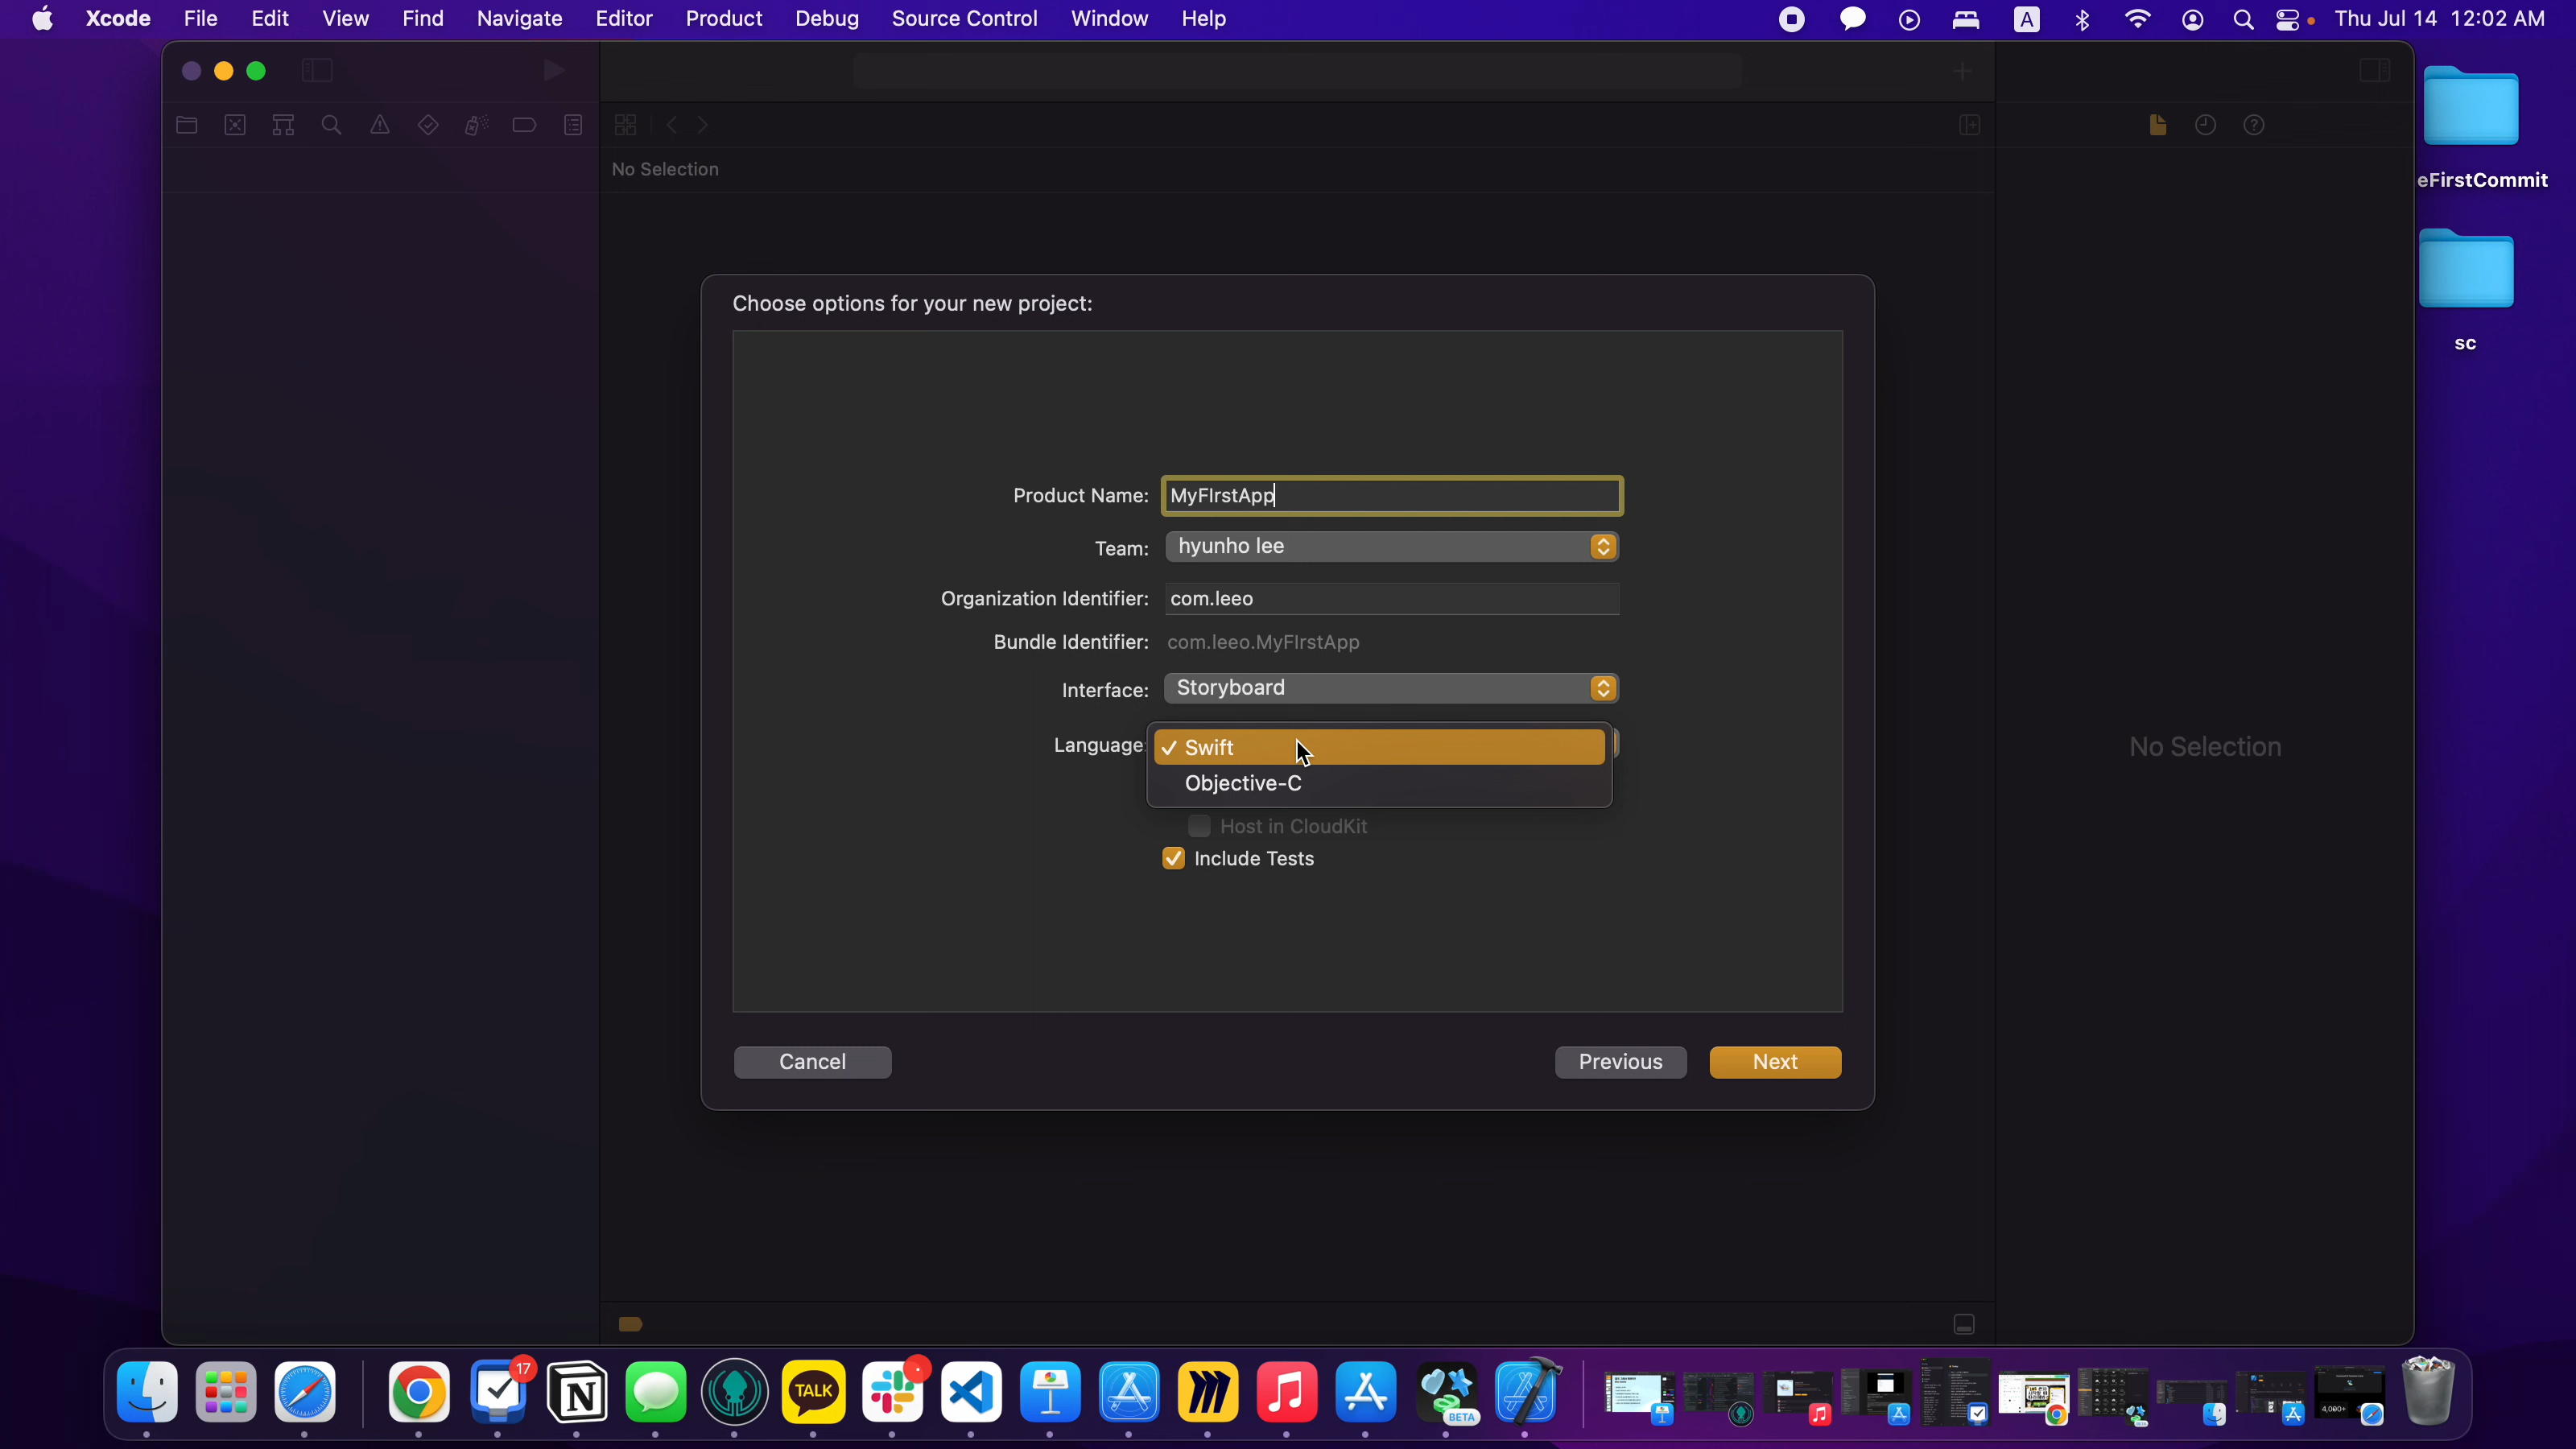 Xcode File Edit View Find Navigate Editor Product Debug Source Control Window Help A Thu Jul 14 12:02 AM
No Selection
eFirstCommit
sc
Choose options for your new project:
Product Name: MyFIrstApp
Team: hyunho lee
Organization Identifier: com.leeo
Bundle Identifier: com.leeo.MyFIrstApp
Interface: Storyboard
Language: Swift
Objective-C
Host in CloudKit
Include Tests
No Selection
Cancel Previous Next
17
TALK
BETA
4,000+